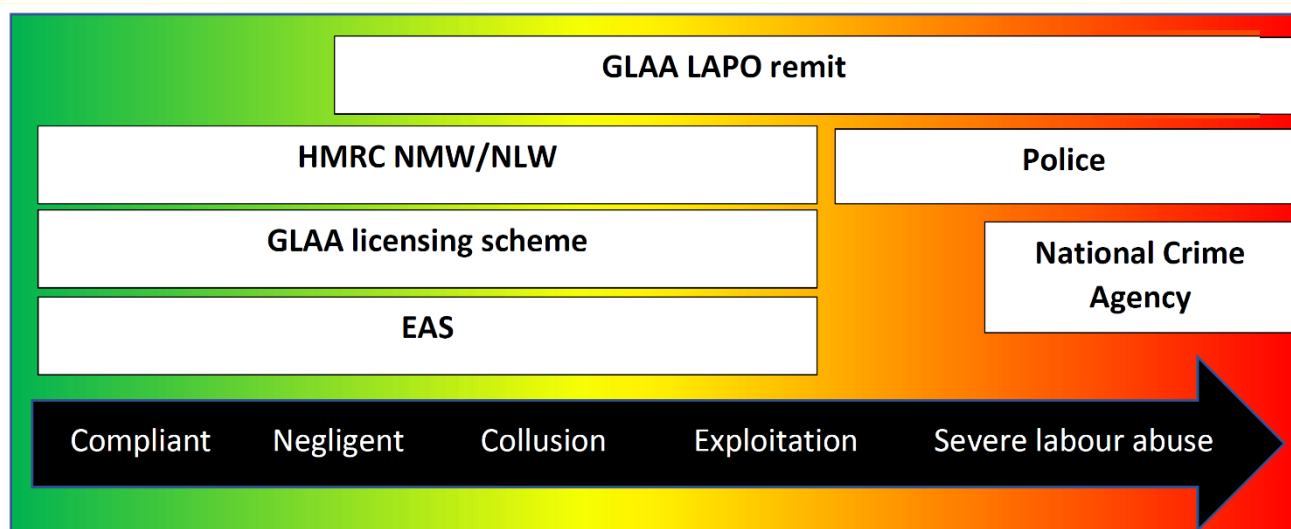 GLAA LAPO remit
HMRC NMW/NLW
Police
GLAA licensing scheme
National Crime
Agency
EAS
Compliant Negligent Collusion Exploitation Severe labour abuse